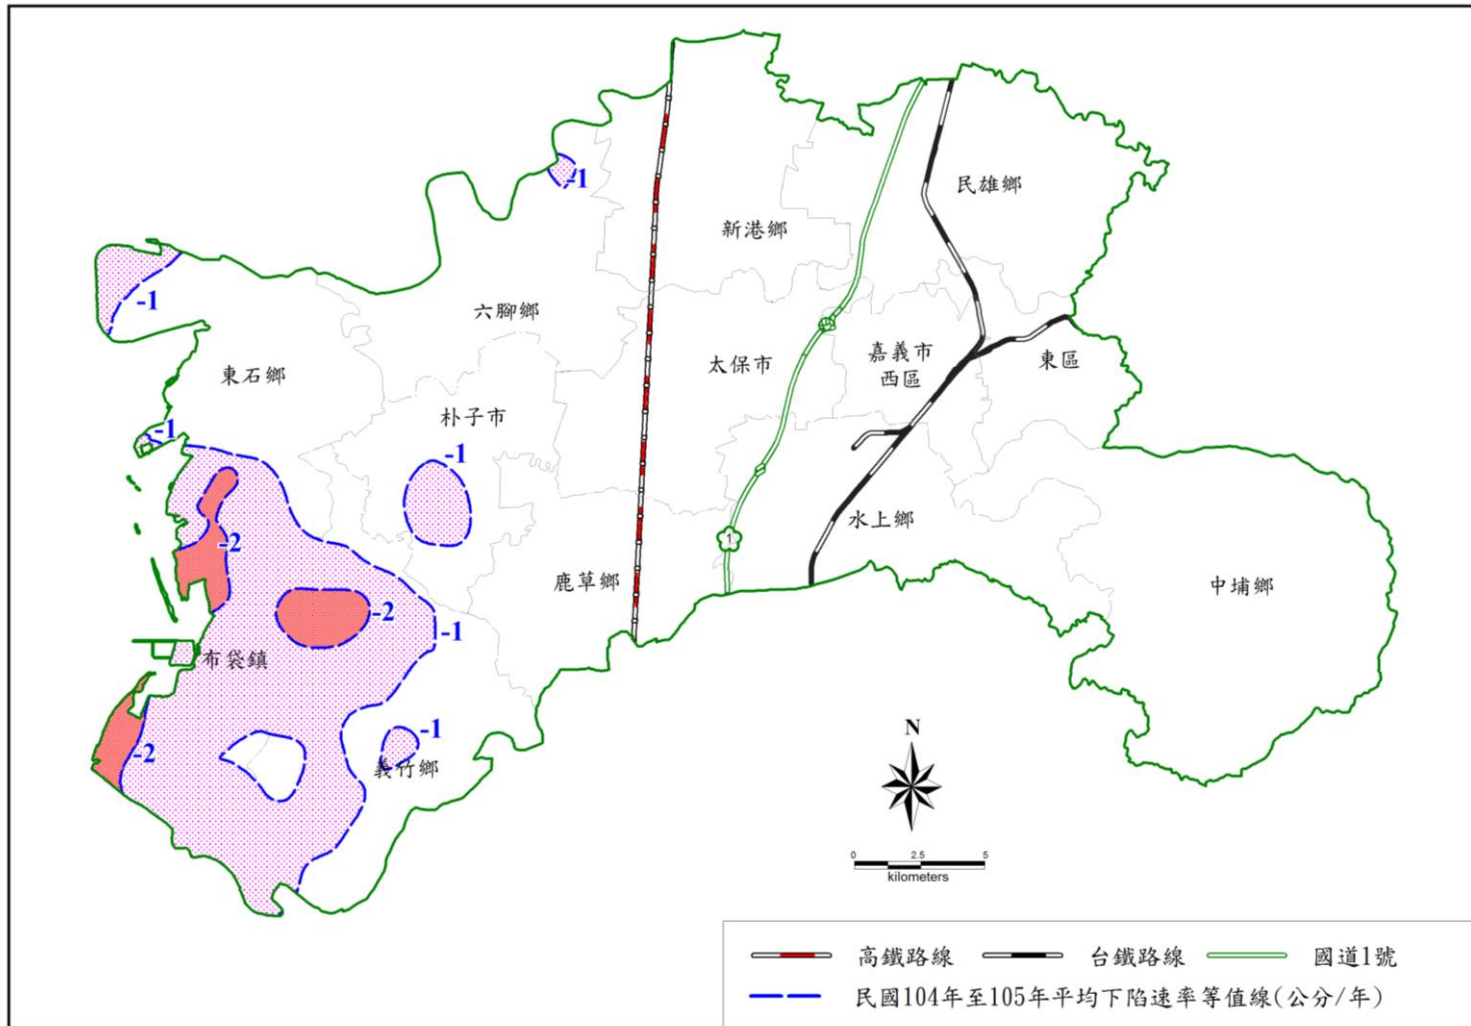 民雄鄉
-1
新港鄉
-1
六腳鄉
東石鄉
太保市
嘉義市
西區
東區
朴子市
-1
-1
水上鄉
-2
鹿草鄉
中埔鄉
-2
-1
布袋鎮
-1
-2
義竹鄉
1
N
0
2.5
5
kilometers
高鐵路線
台鐵路線
國道1號
民國104年至105年平均下陷速率等值線(公分/年)